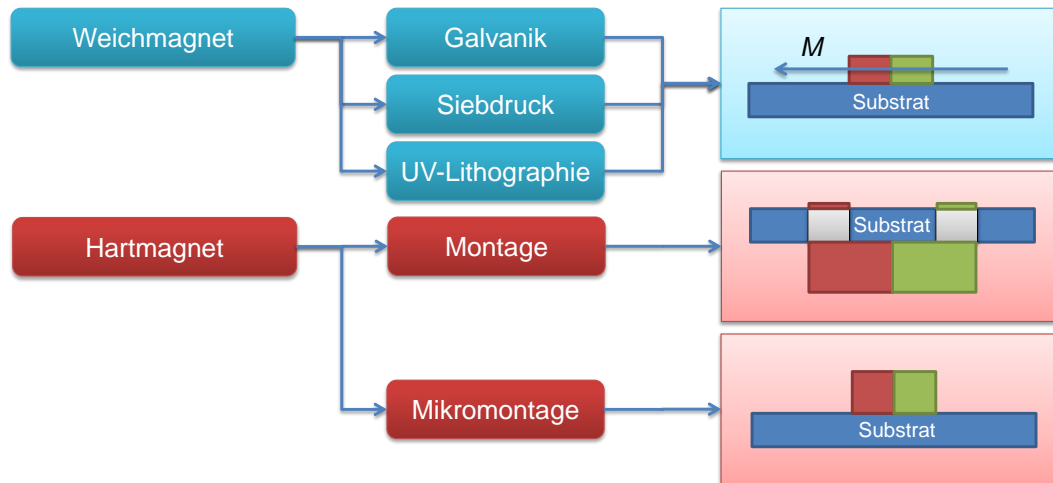 Weichmagnet
Galvanik
Siebdruck
UV-Lithographie
M
Substrat
Hartmagnet
Montage
Substrat
Mikromontage
Substrat